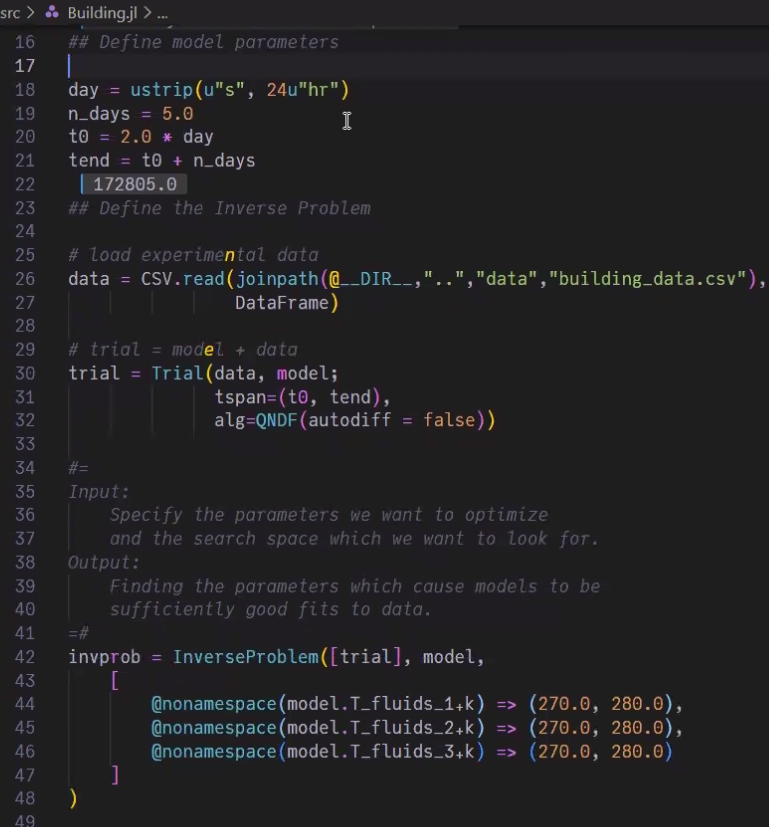 src > Building.jl > ...
16 ## Define model parameters
17
18 day = ustrip(u"s", 24u"hr")
19 n_days = 5.0
20 t0 = 2.0 * day
21 tend = t0 + n_days
22 172805.0
23 ## Define the Inverse Problem
24
25 # load experimental data
26 data = CSV.read(joinpath(@__DIR__,"..","data","building_data.csv"),
27 DataFrame)
28
29 # trial = model + data
30 trial = Trial(data, model;
31 tspan=(t0, tend),
32 alg=QNDF(autodiff = false))
33
34 #=
35 Input:
36 Specify the parameters we want to optimize
37 and the search space which we want to look for.
38 Output:
39 Finding the parameters which cause models to be
40 sufficiently good fits to data.
41 =#
42 invprob = InverseProblem([trial], model,
43 [
44 @nonamespace(model.T_fluids_1₊k) => (270.0, 280.0),
45 @nonamespace(model.T_fluids_2₊k) => (270.0, 280.0),
46 @nonamespace(model.T_fluids_3₊k) => (270.0, 280.0)
47 ]
48 )
49